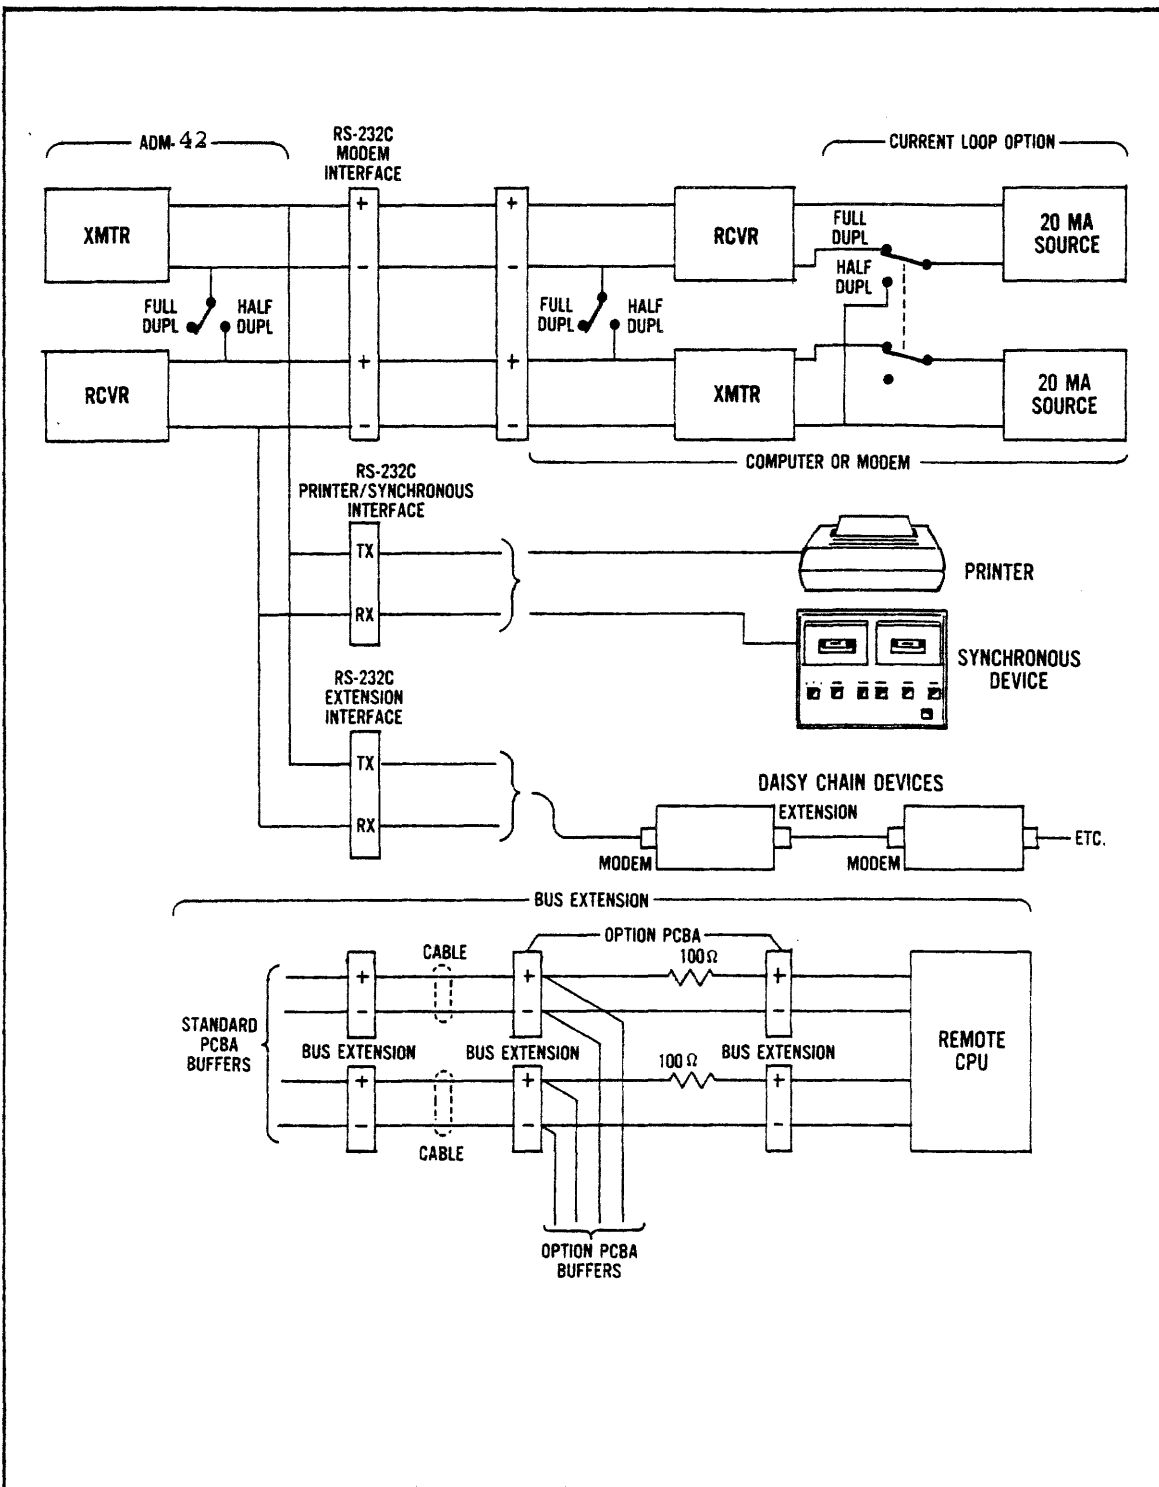 ADM-42
RS-232C
MODEM
INTERFACE
CURRENT LOOP OPTION
XMTR
+
+
RCVR
FULL
DUPL
20 MA
SOURCE
-
-
HALF
DUPL
FULL
DUPL
HALF
DUPL
FULL
DUPL
HALF
DUPL
RCVR
+
+
XMTR
20 MA
SOURCE
-
-
COMPUTER OR MODEM
RS-232C
PRINTER/SYNCHRONOUS
INTERFACE
TX
PRINTER
RX
SYNCHRONOUS
DEVICE
RS-232C
EXTENSION
INTERFACE
TX
DAISY CHAIN DEVICES
EXTENSION
RX
MODEM
MODEM
ETC.
BUS EXTENSION
OPTION PCBA
CABLE
100Ω
+
+
+
-
-
-
STANDARD
PCBA
BUFFERS
BUS EXTENSION
BUS EXTENSION
BUS EXTENSION
REMOTE
CPU
100Ω
+
+
+
-
-
-
CABLE
OPTION PCBA
BUFFERS